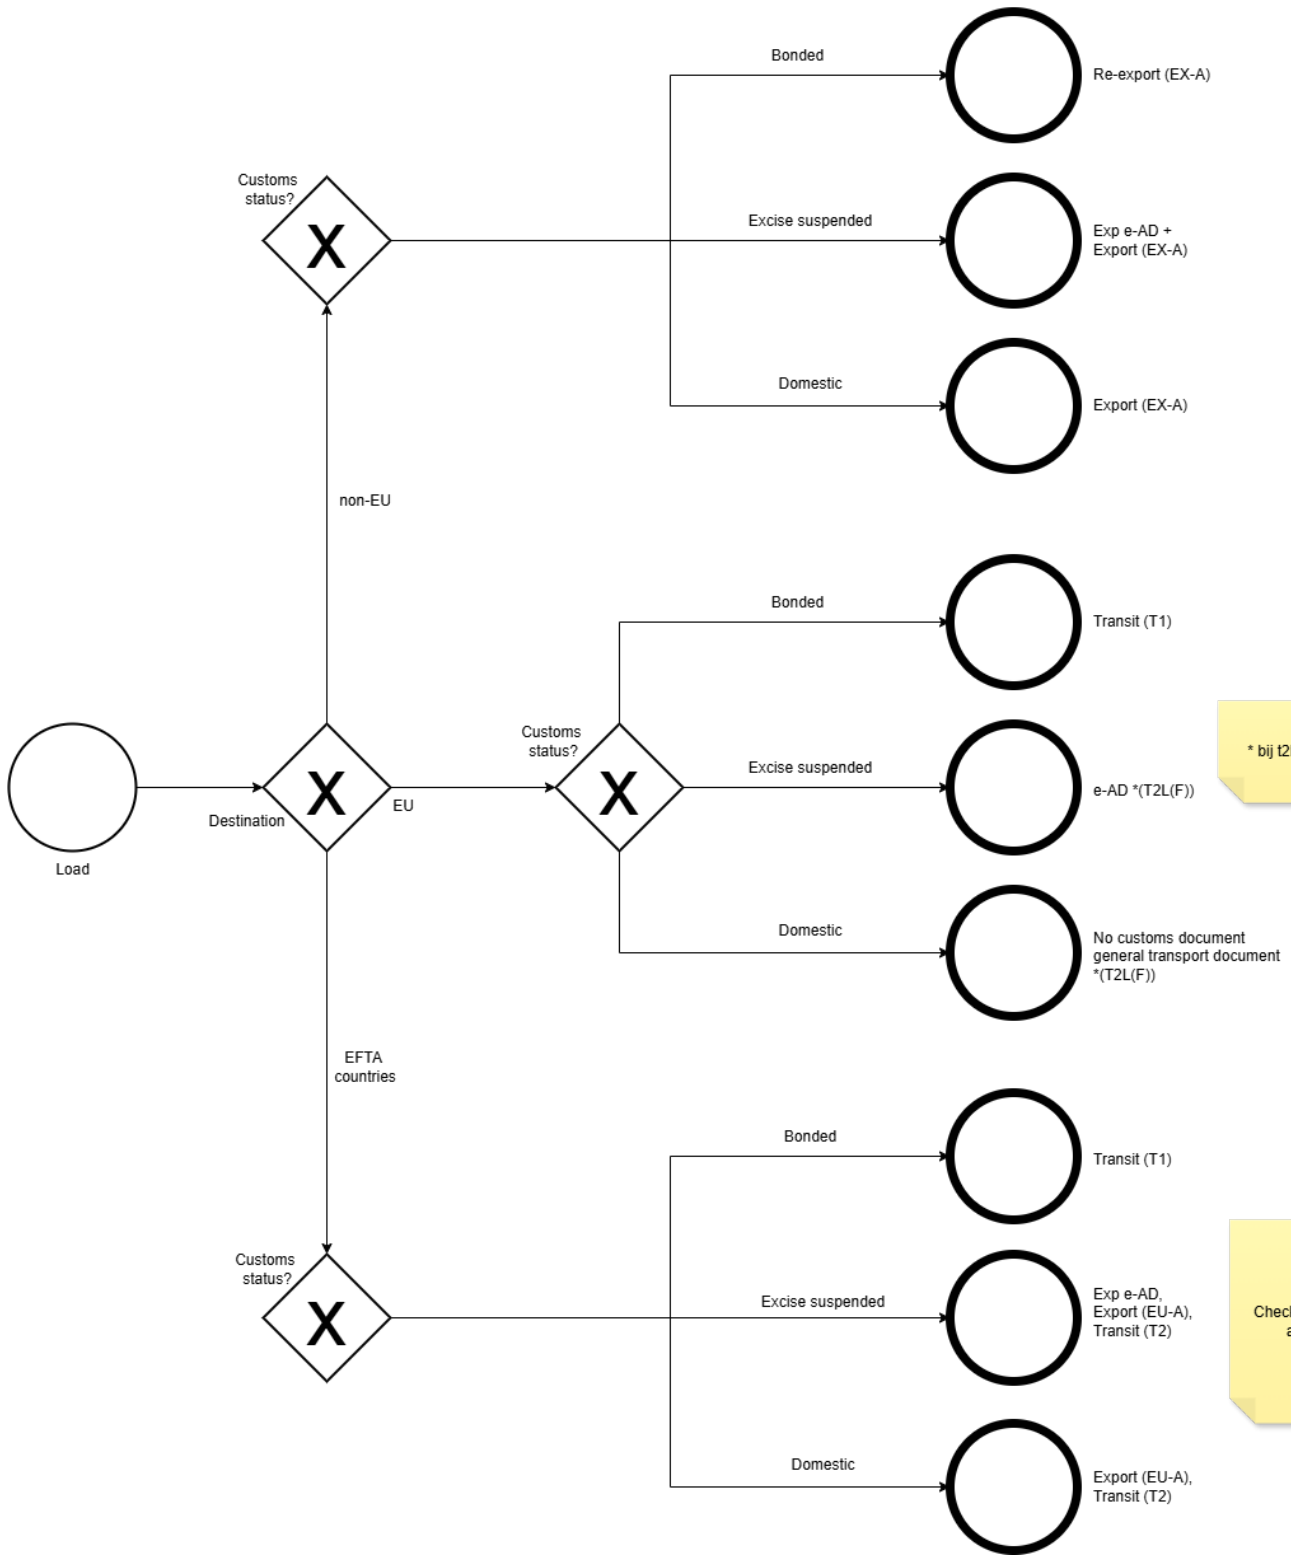 Bonded
Re-export (EX-A)
Customs
status?
X
Excise suspended
Exp e-AD +
Export (EX-A)
Domestic
Export (EX-A)
non-EU
Bonded
Transit (T1)
Customs
status?
X
Excise suspended
e-AD *(T2L(F))
* bij
Load
Destination
X
EU
Domestic
No customs document
general transport document
*(T2L(F))
EFTA
countries
Bonded
Transit (T1)
Customs
status?
X
Excise suspended
Exp e-AD,
Export (EU-A),
Transit (T2)
Domestic
Export (EU-A),
Transit (T2)